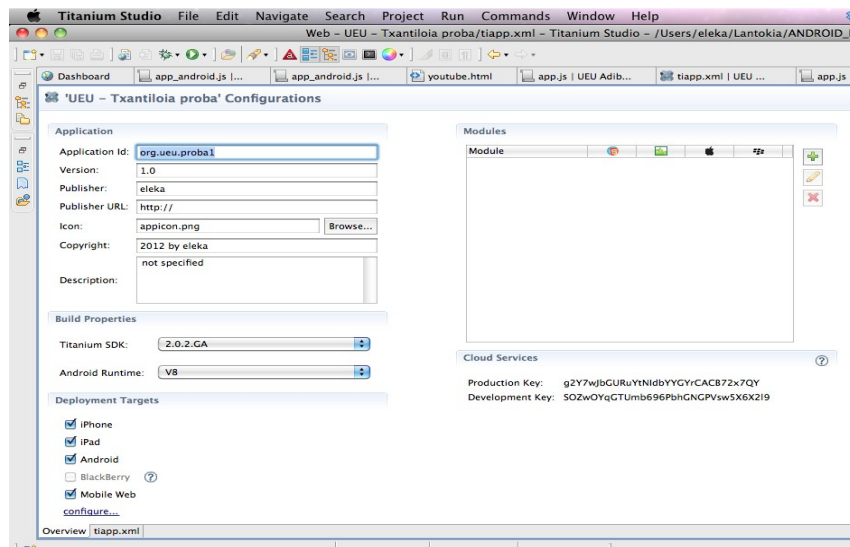 Titanium Studio File Edit Navigate Search Project Run Commands Window Help
Web – UEU – Txantiloia proba/tiapp.xml – Titanium Studio – /Users/eleka/Lantokia/ANDROID_
Dashboard app_android.js |... app_android.js |... youtube.html app.js | UEU Adib... tiapp.xml | UEU ... app.js
'UEU – Txantiloia proba' Configurations
Application
Application Id: org.ueu.proba1
Version: 1.0
Publisher: eleka
Publisher URL: http://
Icon: appicon.png Browse...
Copyright: 2012 by eleka
Description: not specified
Build Properties
Titanium SDK: 2.0.2.GA
Android Runtime: V8
Deployment Targets
iPhone
iPad
Android
BlackBerry ?
Mobile Web
configure...
Modules
Module
Cloud Services ?
Production Key:
Development Key:
Overview tiapp.xml